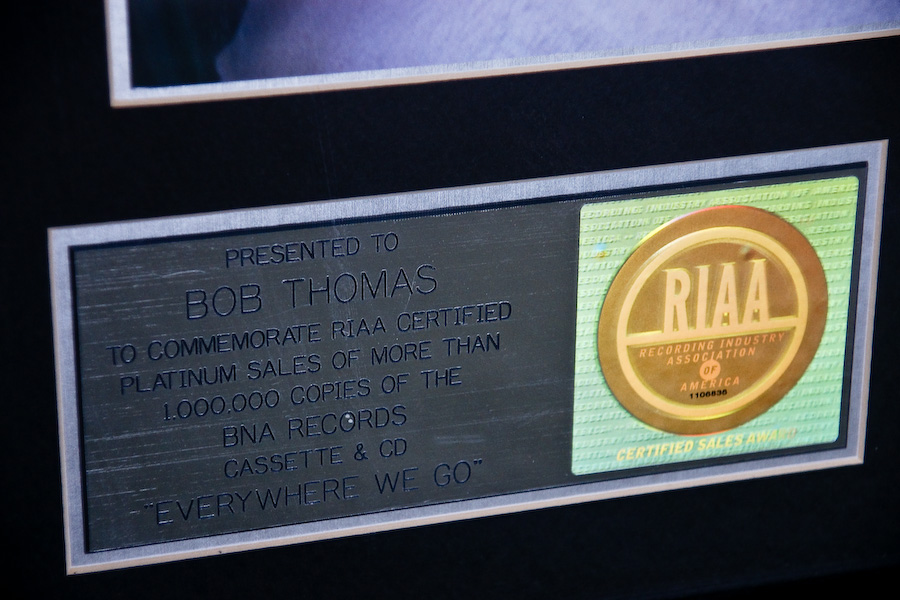 PRESENTED TO
BOB THOMAS
TO COMMEMORATE RIAA CERTIFIED
PLATINUM SALES OF MORE THAN
1.000.000 COPIES OF THE
BNA RECORDS
CASSETTE & CD
"EVERYWHERE WE GO"
RIAA
RECORDING INDUSTRY
ASSOCIATION
OF
AMERICA
1106836
CERTIFIED SALES AWARD